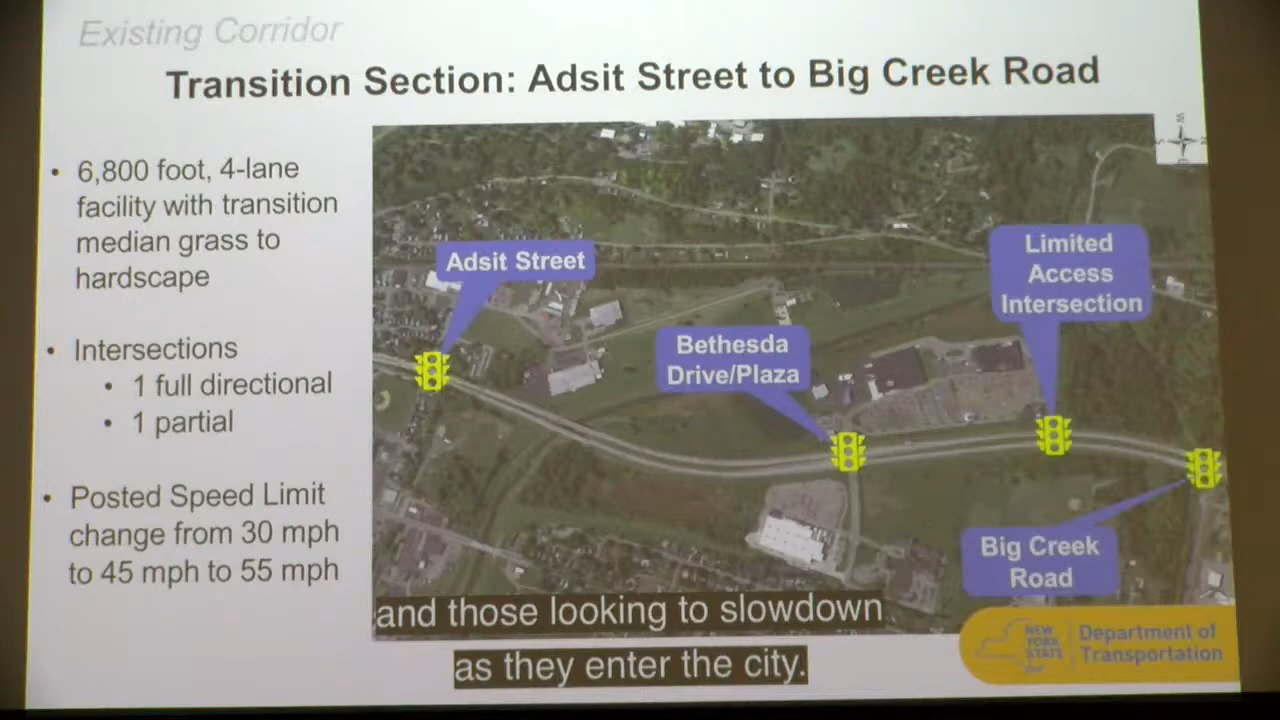 Existing Corridor
Transition Section: Adsit Street to Big Creek Road
• 6,800 foot, 4-lane
facility with transition
median grass to
hardscape
• Intersections
• 1 full directional
• 1 partial
• Posted Speed Limit
change from 30 mph
to 45 mph to 55 mph
Adsit Street
Bethesda
Drive/Plaza
Limited
Access
Intersection
Big Creek
Road
and those looking to slowdown
as they enter the city.
NEW
YORK
STATE
Department of
Transportation